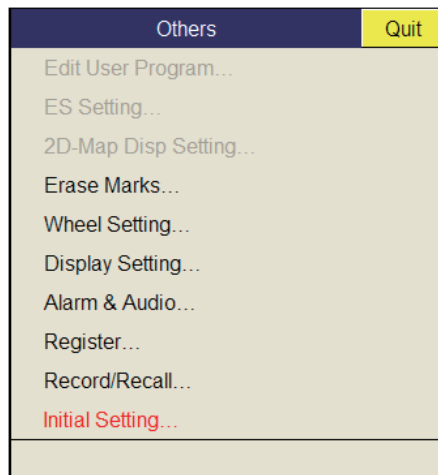 Others Quit
Edit User Program...
ES Setting...
2D-Map Disp Setting...
Erase Marks...
Wheel Setting...
Display Setting...
Alarm & Audio...
Register...
Record/Recall...
Initial Setting...